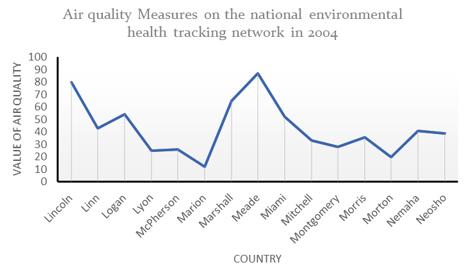 Air quality Measures on the national environmental
health tracking network in 2004
VALUE OF AIR QUALITY
100
90
80
70
60
50
40
30
20
10
0
Lincoln
Linn
Logan
Lyon
McPherson
Marion
Marshall
Meade
Miami
Mitchell
Montgomery
Morris
Morton
Nemaha
Neosho
COUNTRY